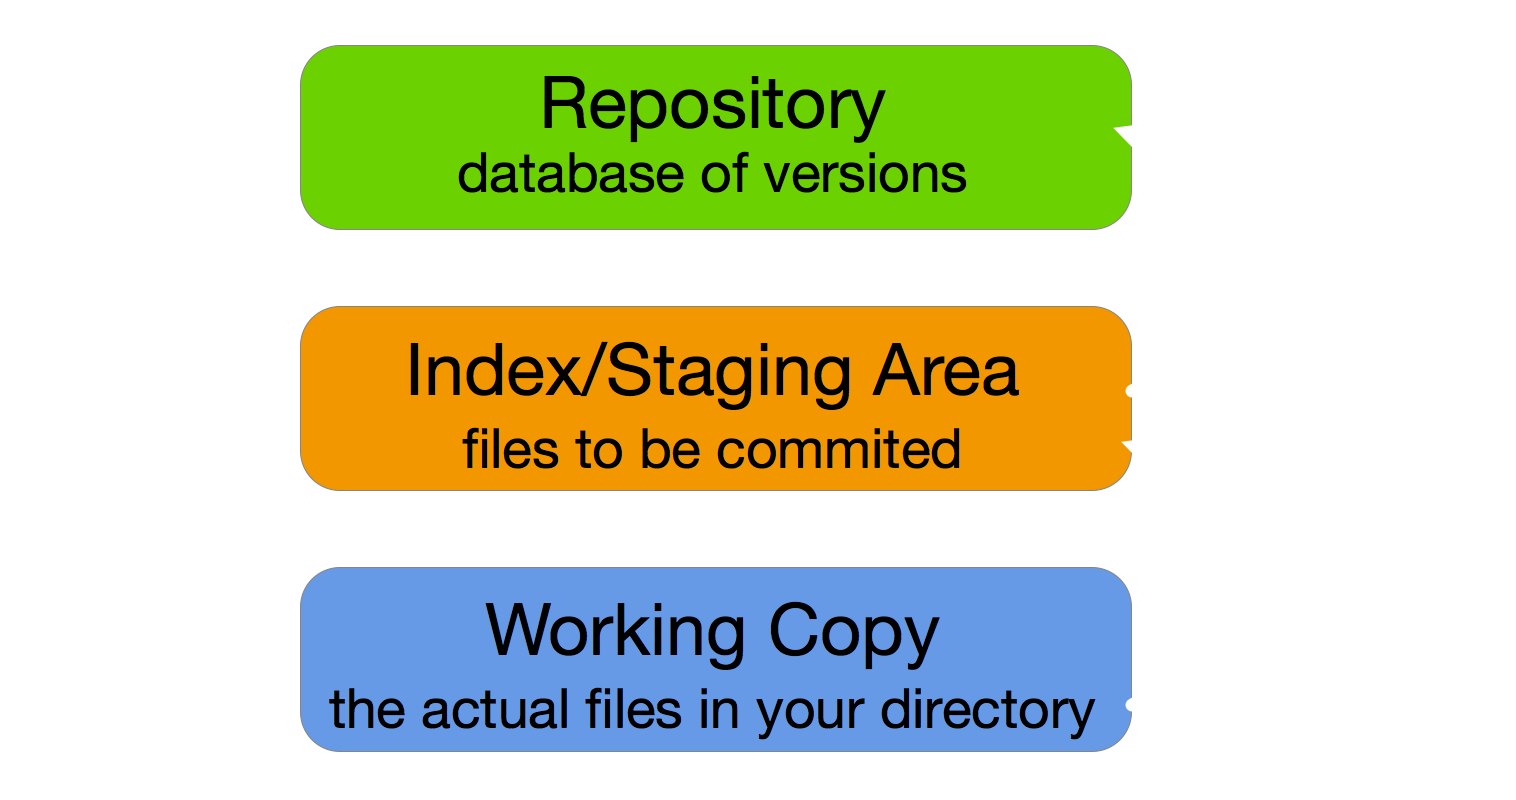 Repository
database of versions
Index/Staging Area
files to be commited
Working Copy
the actual files in your directory